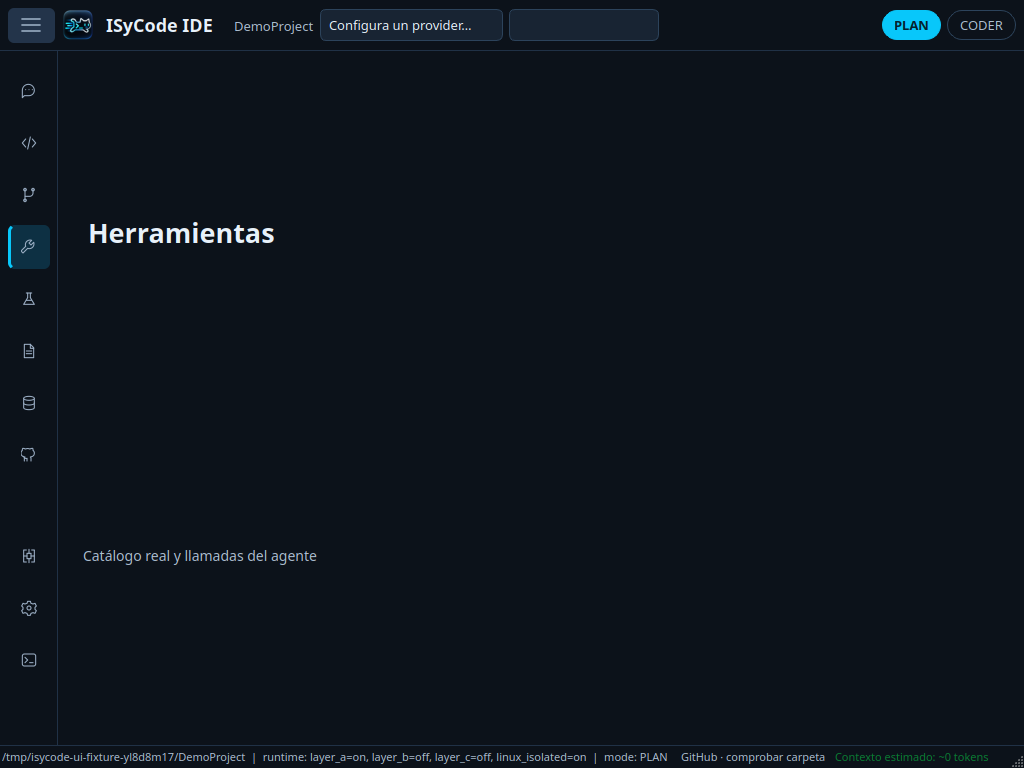 ISyCode IDE DemoProject Configura un provider... PLAN CODER
Herramientas
Catálogo real y llamadas del agente
/tmp/isycode-ui-fixture-yl8d8m17/DemoProject | runtime: layer_a=on, layer_b=off, layer_c=off, linux_isolated=on | mode: PLAN GitHub · comprobar carpeta Contexto estimado: ~0 tokens